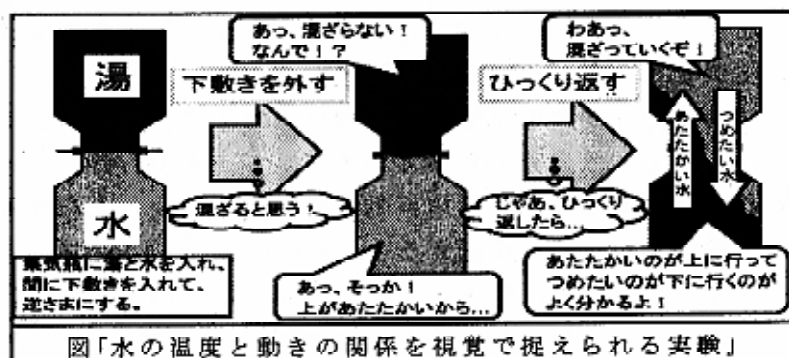 湯
水
集気瓶に湯と水を入れ、
間に下敷きを入れて、
逆さまにする。
下敷きを外す
混ざると思う!
あっ、混ざらない!
なんで!?
あっ、そっか!
上があたたかいから…
ひっくり返す
じゃあ、ひっくり
返したら…
わあっ、
混ざっていくぞ!
あたたかい水
つめたい水
あたたかいのが上に行って
つめたいのが下に行くのが
よく分かるよ!
図「水の温度と動きの関係を視覚で捉えられる実験」